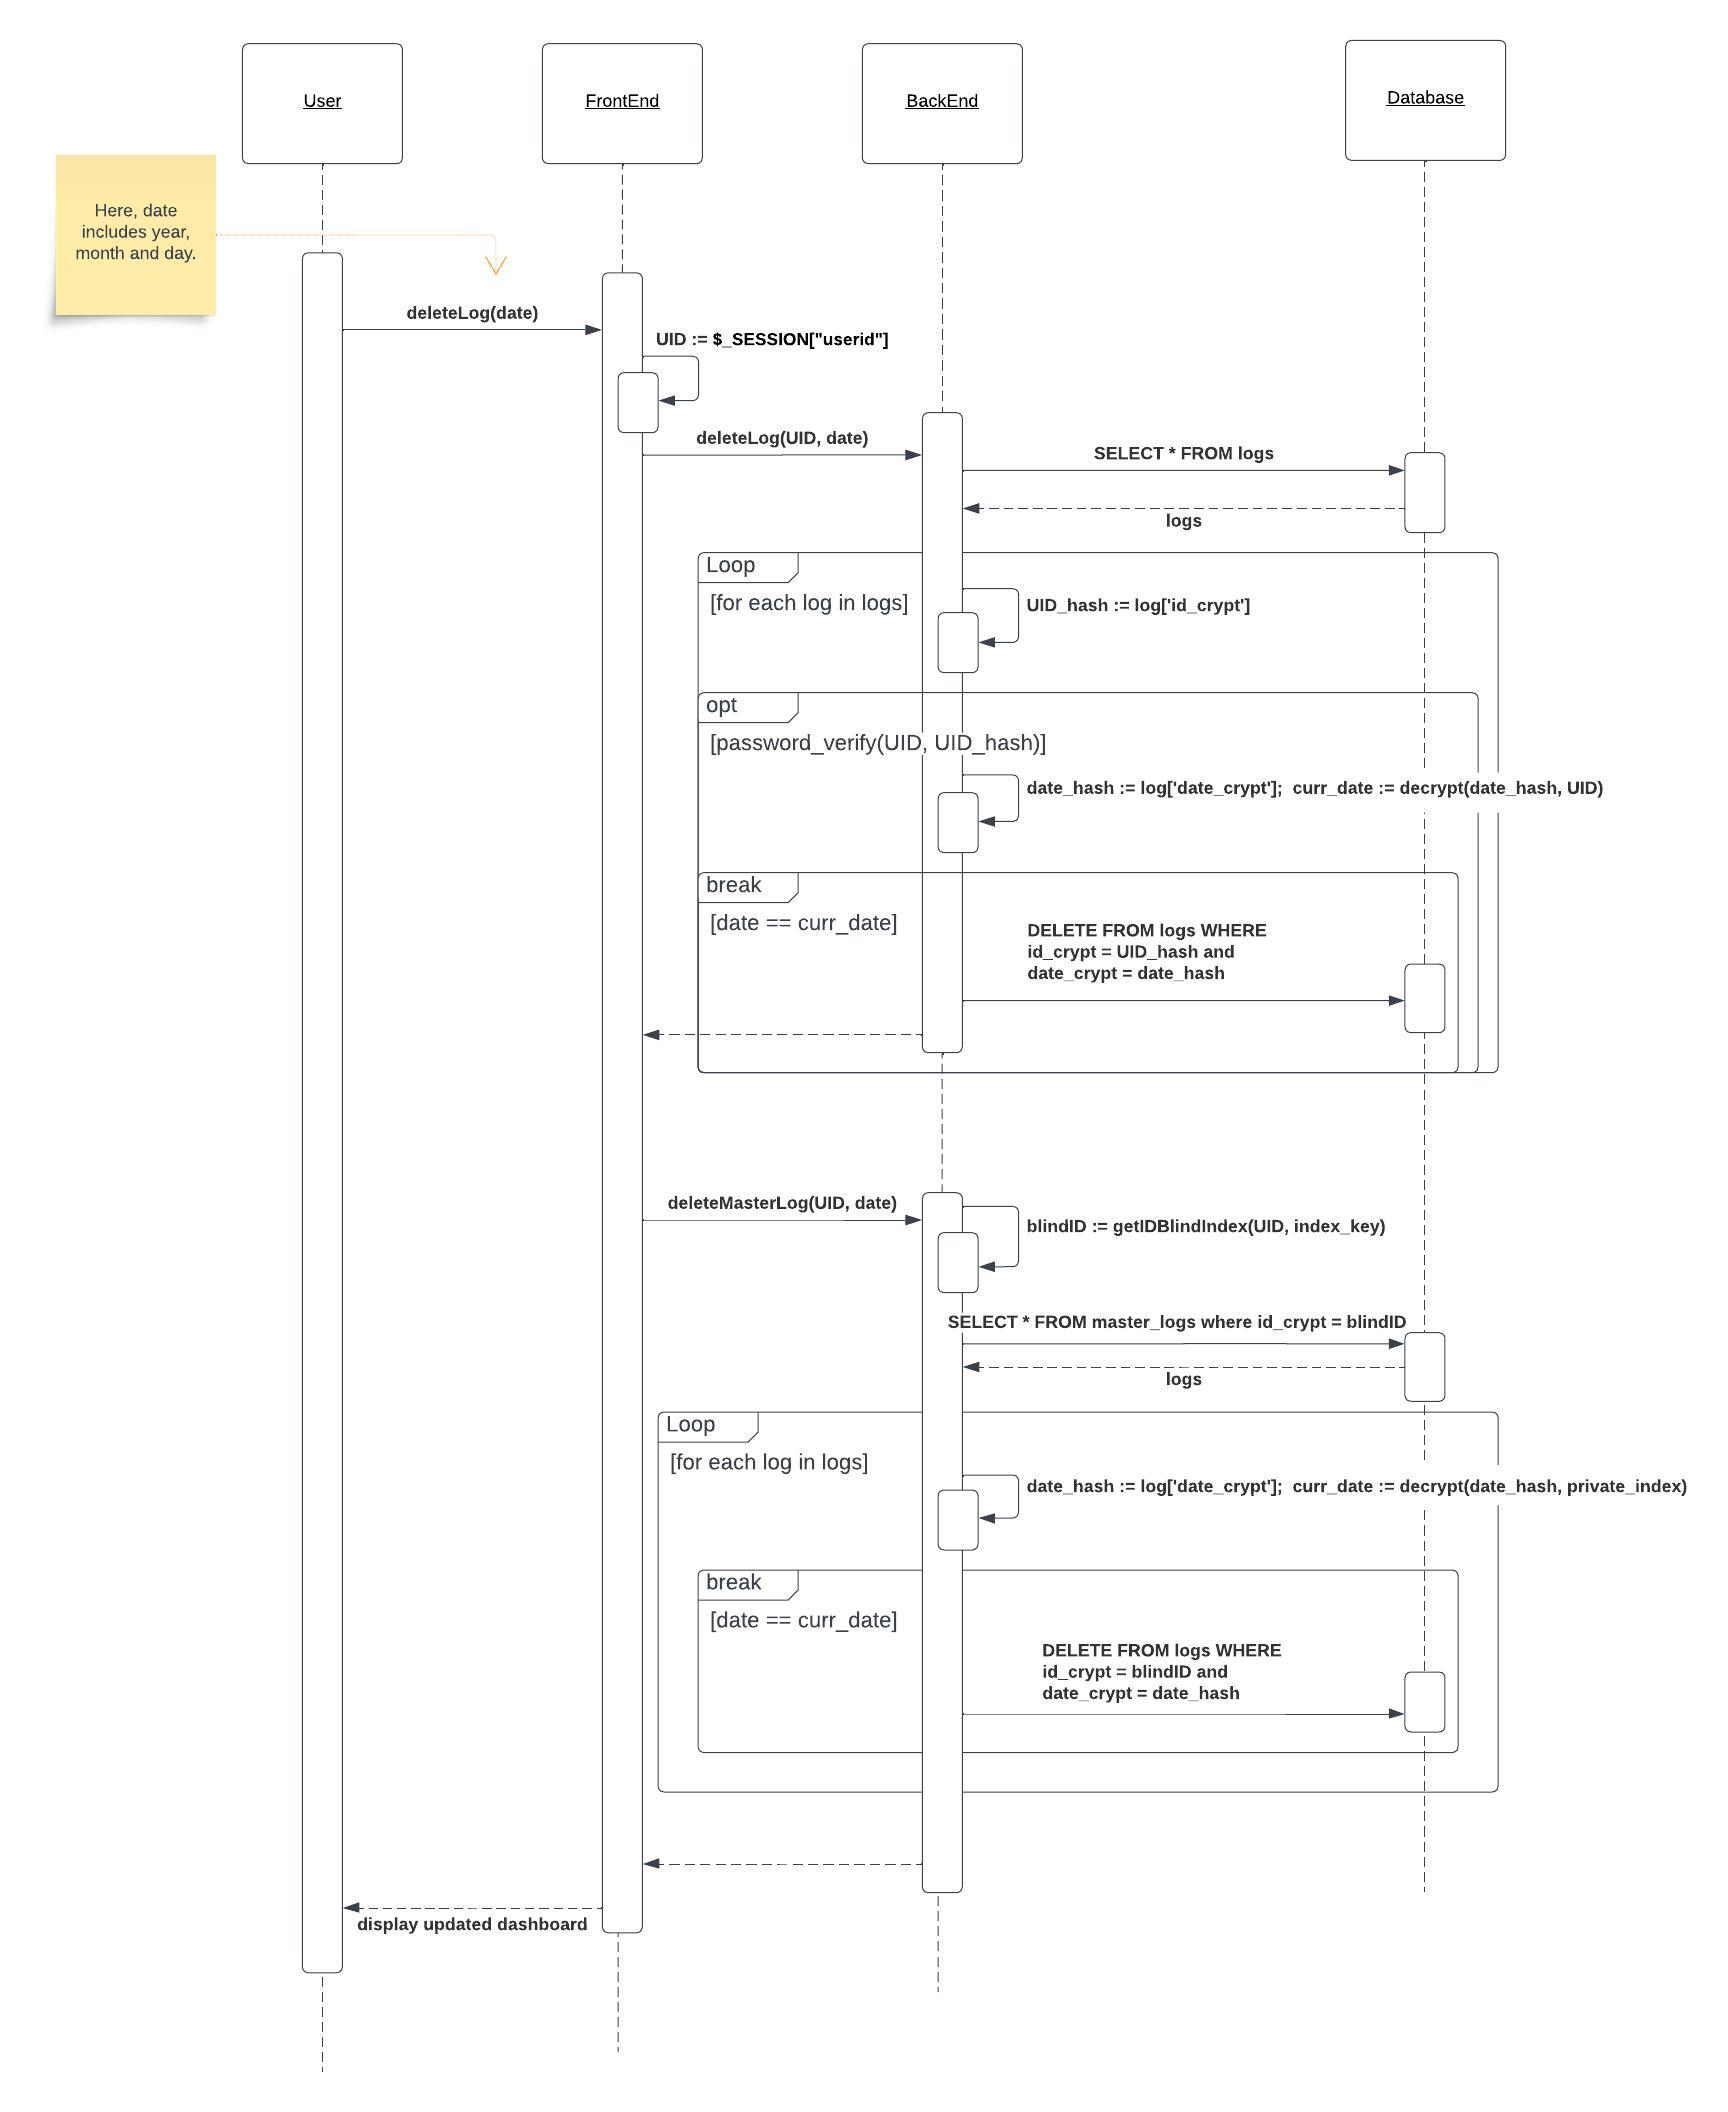 User
FrontEnd
BackEnd
Database
Here, date
includes year,
month and day.
deleteLog(date)
UID := $_SESSION["userid"]
deleteLog(UID, date)
SELECT * FROM logs
logs
Loop
[for each log in logs]
UID_hash := log['id_crypt']
opt
[password_verify(UID, UID_hash)]
date_hash := log['date_crypt'];  curr_date := decrypt(date_hash, UID)
break
[date == curr_date]
DELETE FROM logs WHERE
id_crypt = UID_hash and
date_crypt = date_hash
deleteMasterLog(UID, date)
blindID := getIDBlindIndex(UID, index_key)
SELECT * FROM master_logs where id_crypt = blindID
logs
Loop
[for each log in logs]
date_hash := log['date_crypt'];  curr_date := decrypt(date_hash, private_index)
break
[date == curr_date]
DELETE FROM logs WHERE
id_crypt = blindID and
date_crypt = date_hash
display updated dashboard